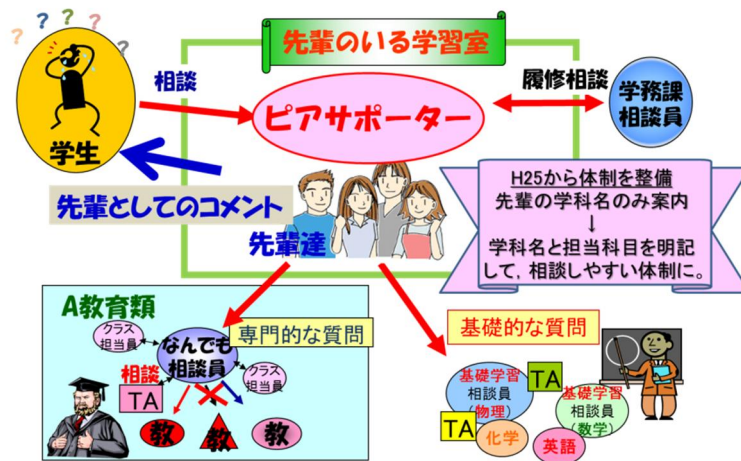 ? ? ? ? ?
先輩のいる学習室
相談
履修相談
ピアサポーター
学務課
相談員
学生
先輩としてのコメント
先輩達
H25から体制を整備
先輩の学科名のみ案内
↓
学科名と担当科目を明記
して，相談しやすい体制に。
A教育類
クラス
担当員
なんでも
相談員
専門的な質問
クラス
担当員
相談
TA
教
教
教
基礎的な質問
基礎学習
相談員
(物理)
TA
基礎学習
相談員
(数学)
TA
化学
英語